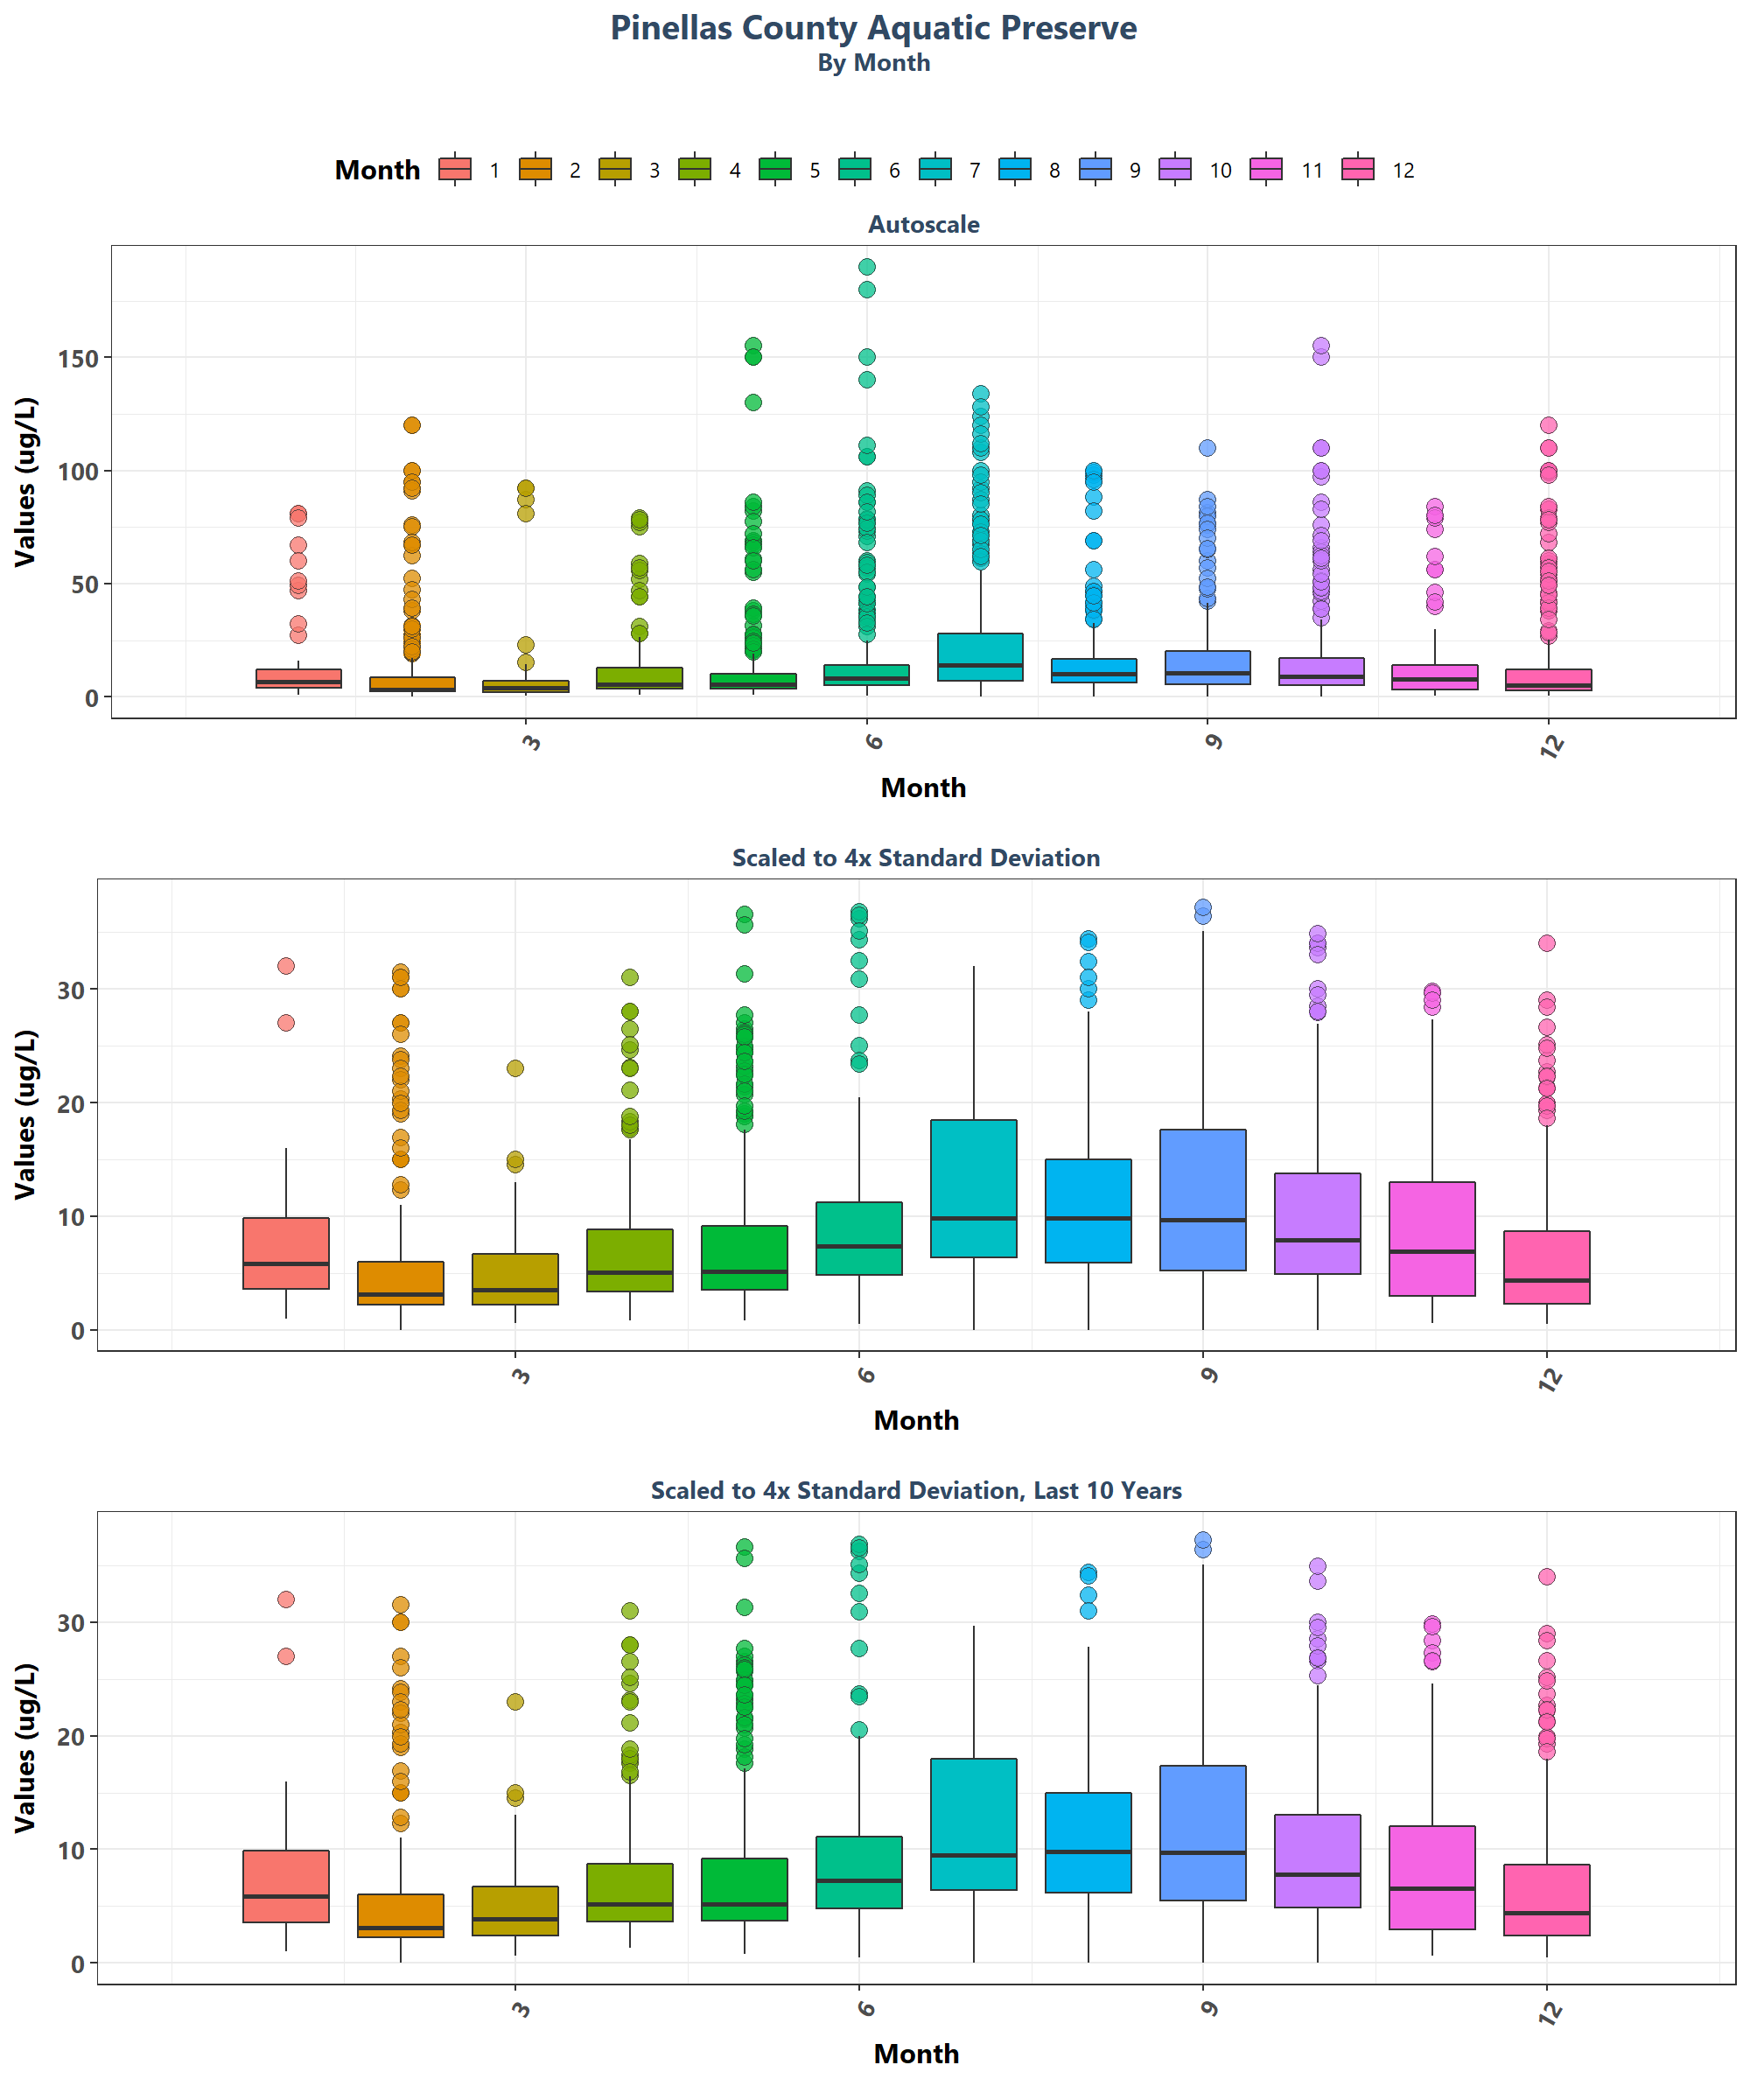 Pinellas County Aquatic Preserve
By Month
Month 1 2 3 4 5 6 7 8 9 10 11 12
Autoscale
Values (ug/L)
150
100
50
0
3 6 9 12
Month
Scaled to 4x Standard Deviation
Values (ug/L)
30
20
10
0
3 6 9 12
Month
Scaled to 4x Standard Deviation, Last 10 Years
Values (ug/L)
30
20
10
0
3 6 9 12
Month